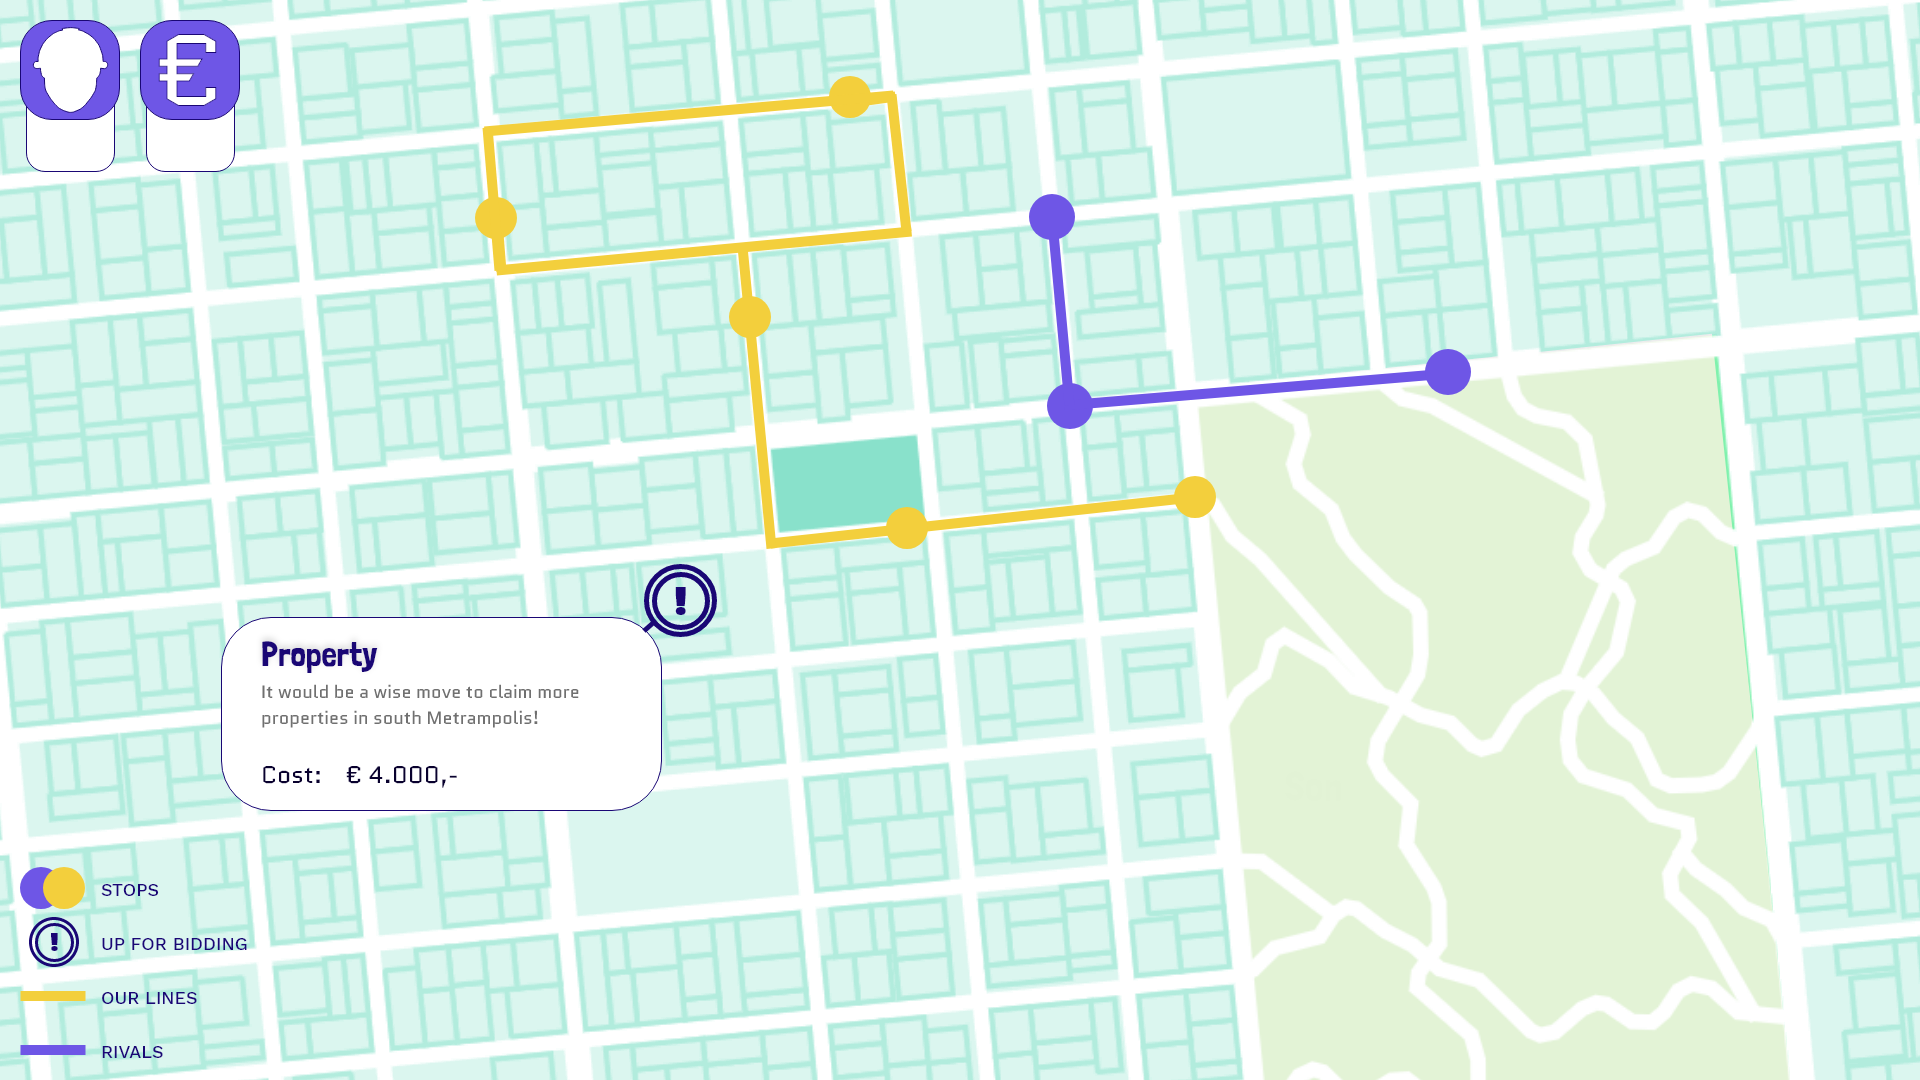 €
!
Property
It would be a wise move to claim more
properties in south Metrampolis!
Cost: € 4.000,-
STOPS
! UP FOR BIDDING
OUR LINES
RIVALS